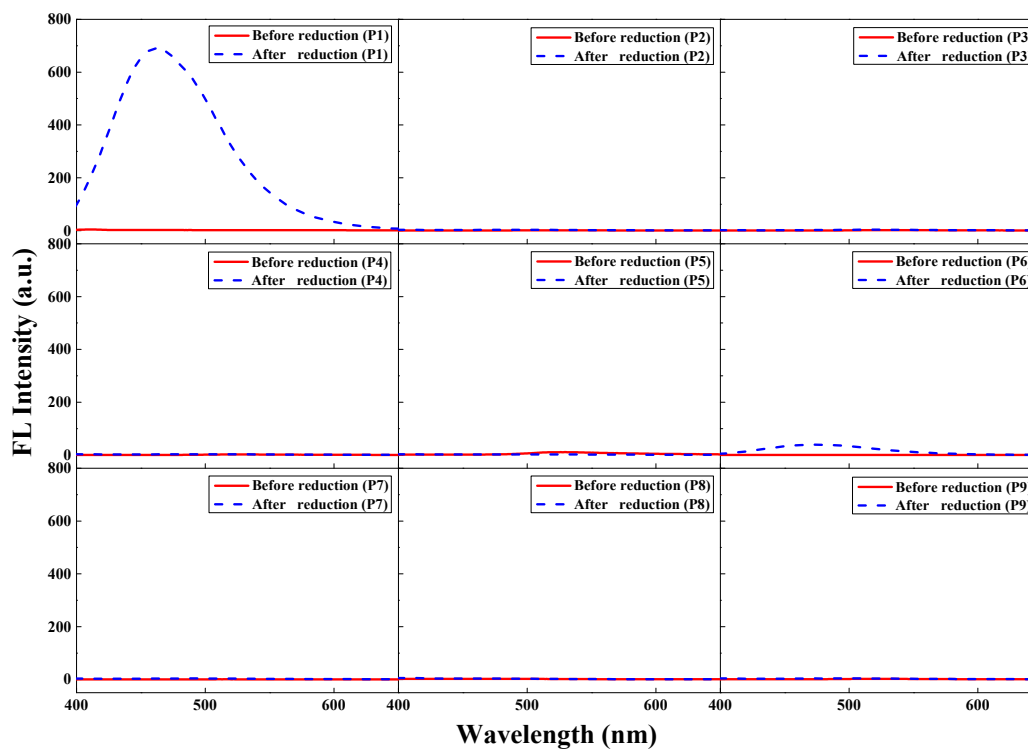 800
600
400
200
0
Before reduction (P1)
After reduction (P1)
Before reduction (P2)
After reduction (P2)
Before reduction (P3
After reduction (P3
800
600
400
200
0
Before reduction (P4)
After reduction (P4)
Before reduction (P5)
After reduction (P5)
Before reduction (P6
After reduction (P6
800
600
400
200
0
Before reduction (P7)
After reduction (P7)
Before reduction (P8)
After reduction (P8)
Before reduction (P9
After reduction (P9
400 500 600 400 500 600 400 500 600
FL Intensity (a.u.)
Wavelength (nm)